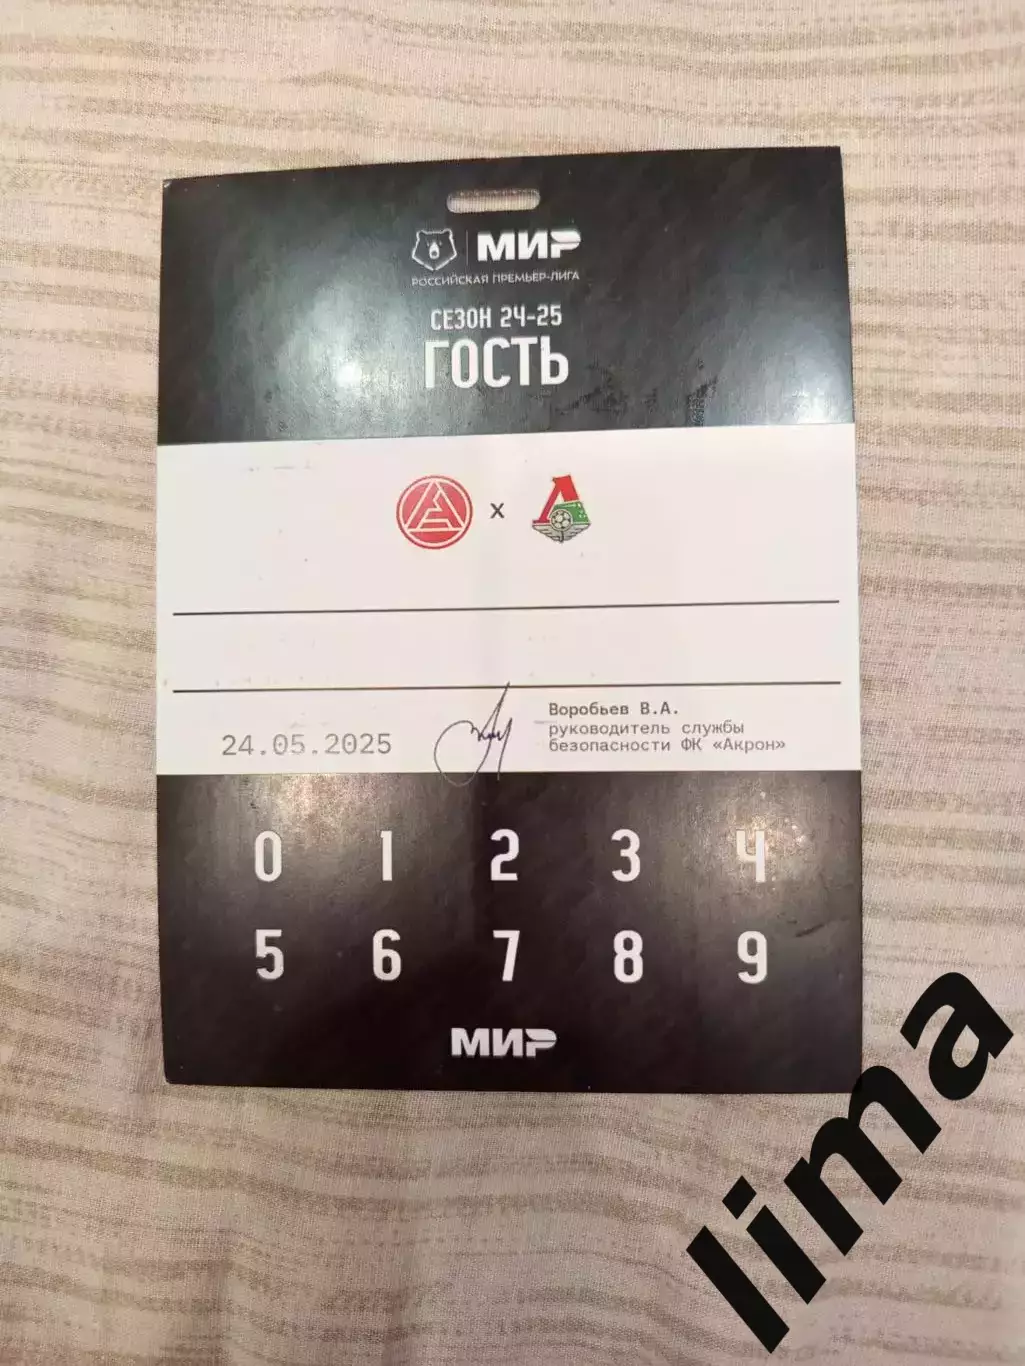 МИР
РОССИЙСКАЯ ПРЕМЬЕР-ЛИГА
СЕЗОН 24-25
ГОСТЬ
х
24.05.2025
Воробьев В.А.
руководитель службы
безопасности ФК «Акрон»
0 1 2 3 4
5 6 7 8 9
МИР
lima